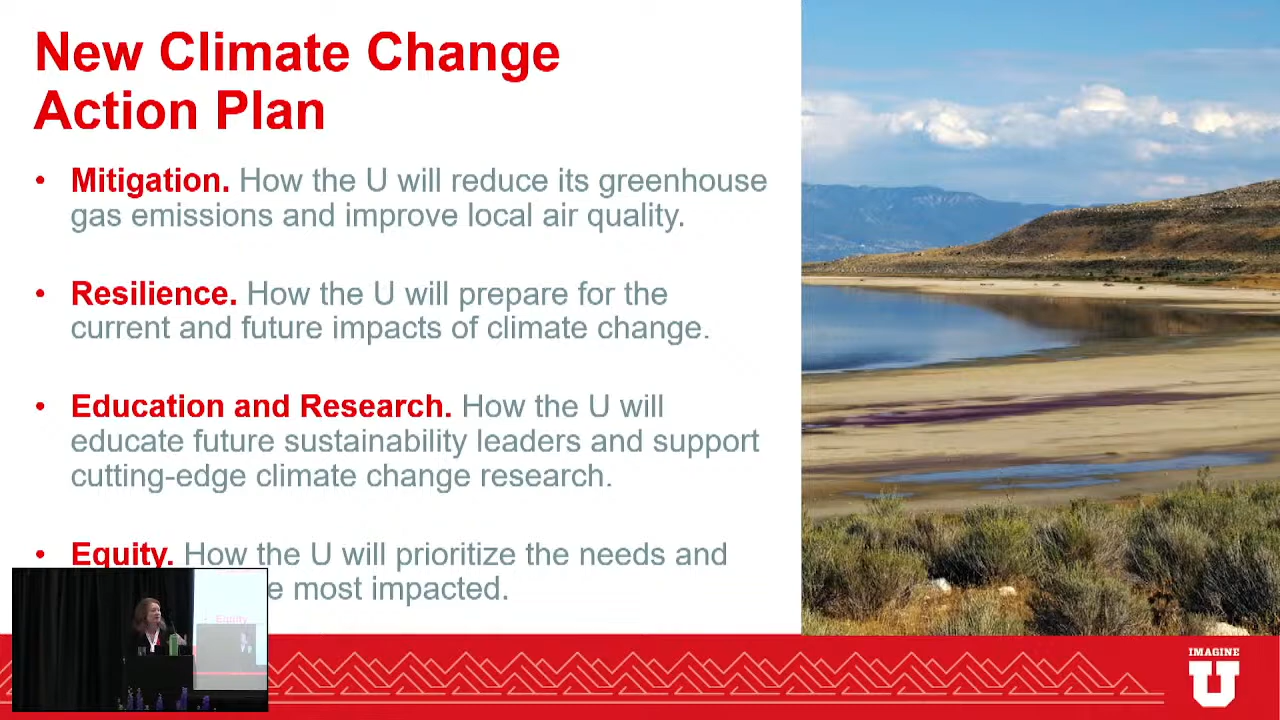 New Climate Change
Action Plan
• Mitigation. How the U will reduce its greenhouse
gas emissions and improve local air quality.
• Resilience. How the U will prepare for the
current and future impacts of climate change.
• Education and Research. How the U will
educate future sustainability leaders and support
cutting-edge climate change research.
• Equity. How the U will prioritize the needs and
e most impacted.
Equity
IMAGINE
U